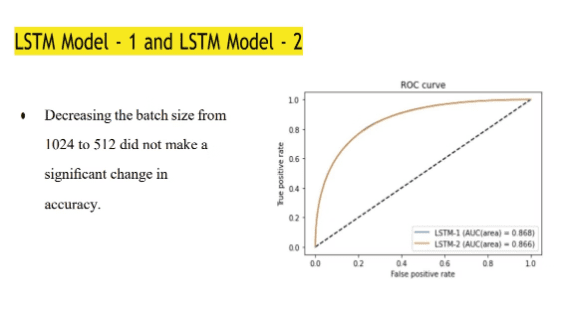 LSTM Model - 1 and LSTM Model - 2
• Decreasing the batch size from
1024 to 512 did not make a
significant change in
accuracy.
ROC curve
True positive rate
1.0
0.8
0.6
0.4
0.2
0.0
LSTM-1 (AUC(area) = 0.868)
LSTM-2 (AUC(area) = 0.866)
0.0 0.2 0.4 0.6 0.8 1.0
False positive rate